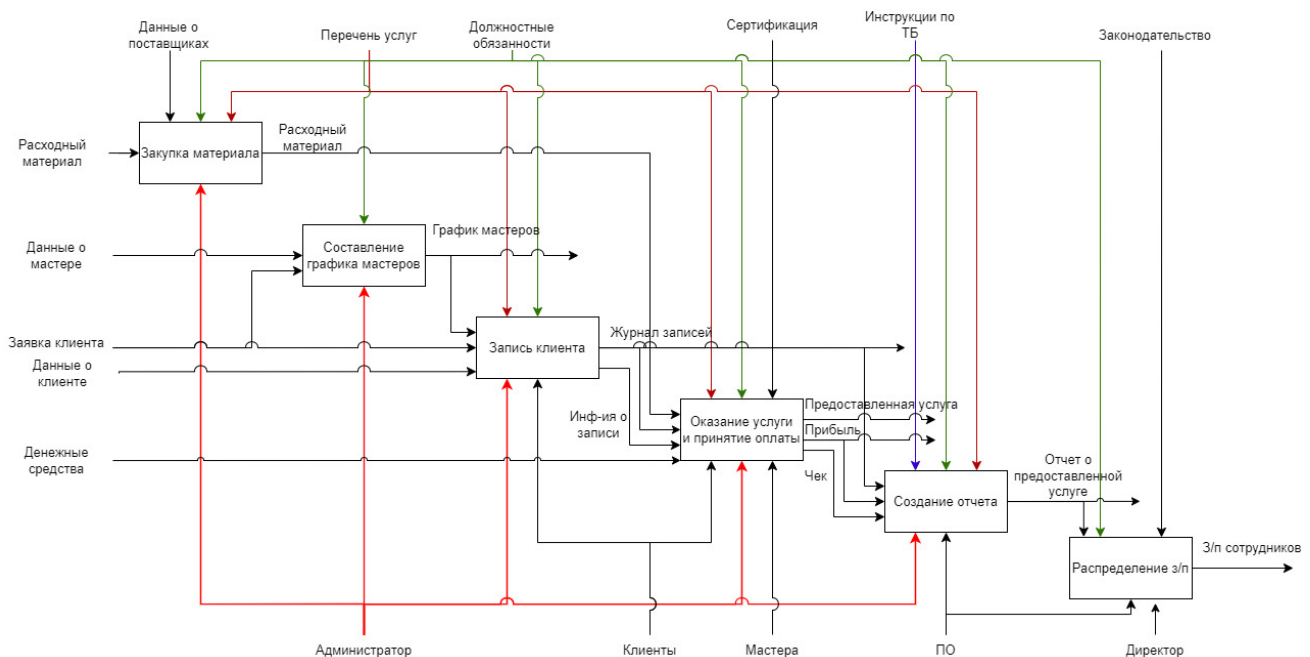 Данные о
поставщиках
Перечень услуг
Должностные
обязанности
Сертификация
Инструкции по
ТБ
Законодательство
Расходный
материал
Закупка материала
Расходный
материал
Данные о
мастере
Составление
графика мастеров
График мастеров
Заявка клиента
Данные о
клиенте
Запись клиента
Журнал записей
Инф-ия о
записи
Денежные
средства
Оказание услуги
и принятие оплаты
Предоставленная услуга
Прибыль
Чек
Создание отчета
Отчет о
предоставленной
услуге
Распределение з/п
З/п сотрудников
Администратор
Клиенты
Мастера
ПО
Директор